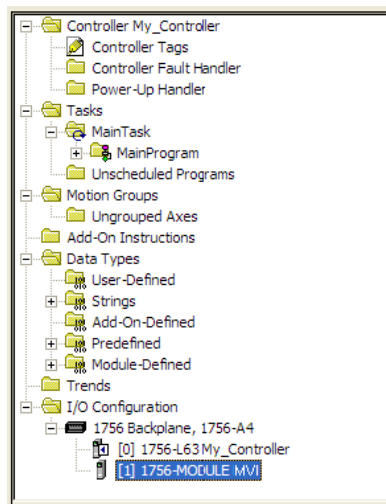 Controller My_Controller
Controller Tags
Controller Fault Handler
Power-Up Handler
Tasks
MainTask
MainProgram
Unscheduled Programs
Motion Groups
Ungrouped Axes
Add-On Instructions
Data Types
User-Defined
Strings
Add-On-Defined
Predefined
Module-Defined
Trends
I/O Configuration
1756 Backplane, 1756-A4
[0] 1756-L63 My_Controller
[1] 1756-MODULE MVI